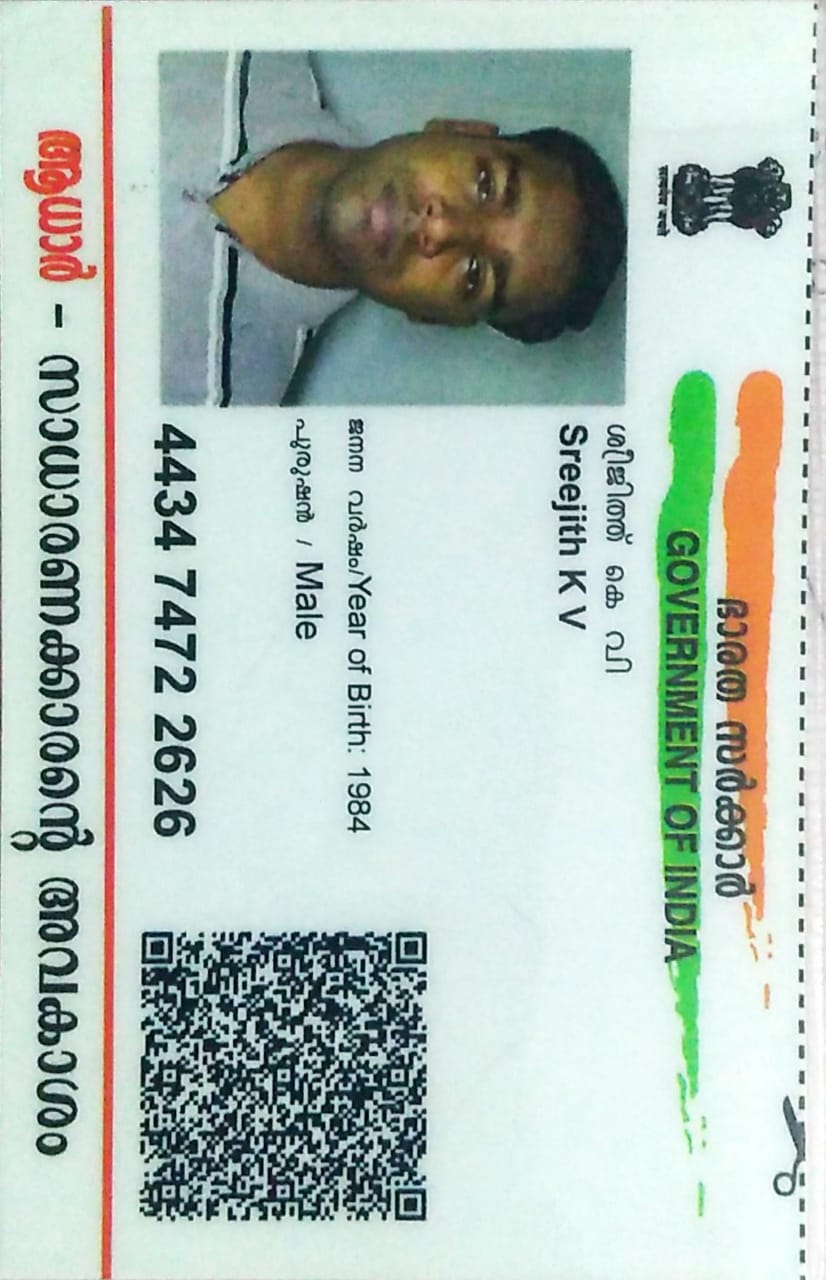 ഭാരത സർക്കാർ
GOVERNMENT OF INDIA
ശ്രീജിത്ത് കെ വി
Sreejith K V
ജനന വർഷം/Year of Birth: 1984
പുരുഷൻ / Male
4434 7472 2626
ആധാർ - സാധാരണക്കാരന്റെ അവകാശം